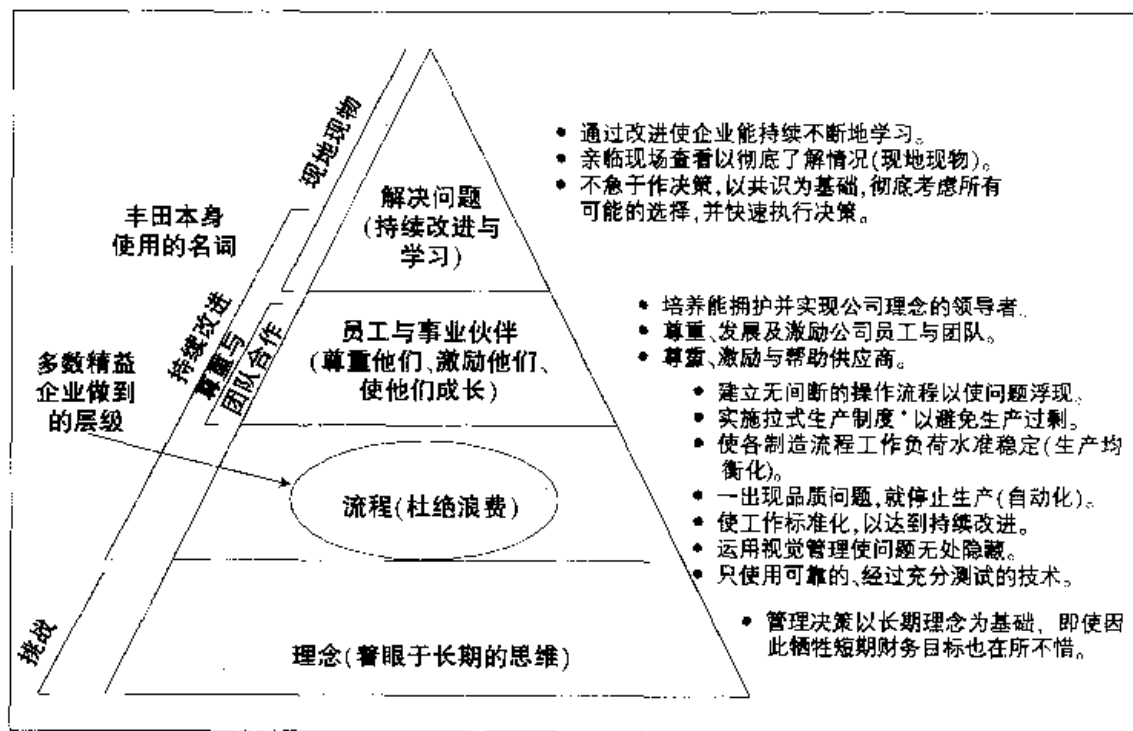 现地现物
丰田本身
使用的名词
持续改进
尊重与
团队合作
多数精益
企业做到
的层级
挑战
解决问题
(持续改进与
学习)
员工与事业伙伴
(尊重他们、激励他们、
使他们成长)
流程(杜绝浪费)
理念(着眼于长期的思维)
• 通过改进使企业能持续不断地学习。
• 亲临现场查看以彻底了解情况(现地现物)。
• 不急于作决策,以共识为基础,彻底考虑所有
可能的选择,并快速执行决策。
• 培养能拥护并实现公司理念的领导者。
• 尊重、发展及激励公司员工与团队。
• 尊重、激励与帮助供应商。
• 建立无间断的操作流程以使问题浮现。
• 实施拉式生产制度*以避免生产过剩。
• 使各制造流程工作负荷水准稳定(生产均
衡化)。
• 一出现品质问题,就停止生产(自动化)。
• 使工作标准化,以达到持续改进。
• 运用视觉管理使问题无处隐藏。
• 只使用可靠的、经过充分测试的技术。
• 管理决策以长期理念为基础, 即使因
此牺牲短期财务目标也在所不惜。